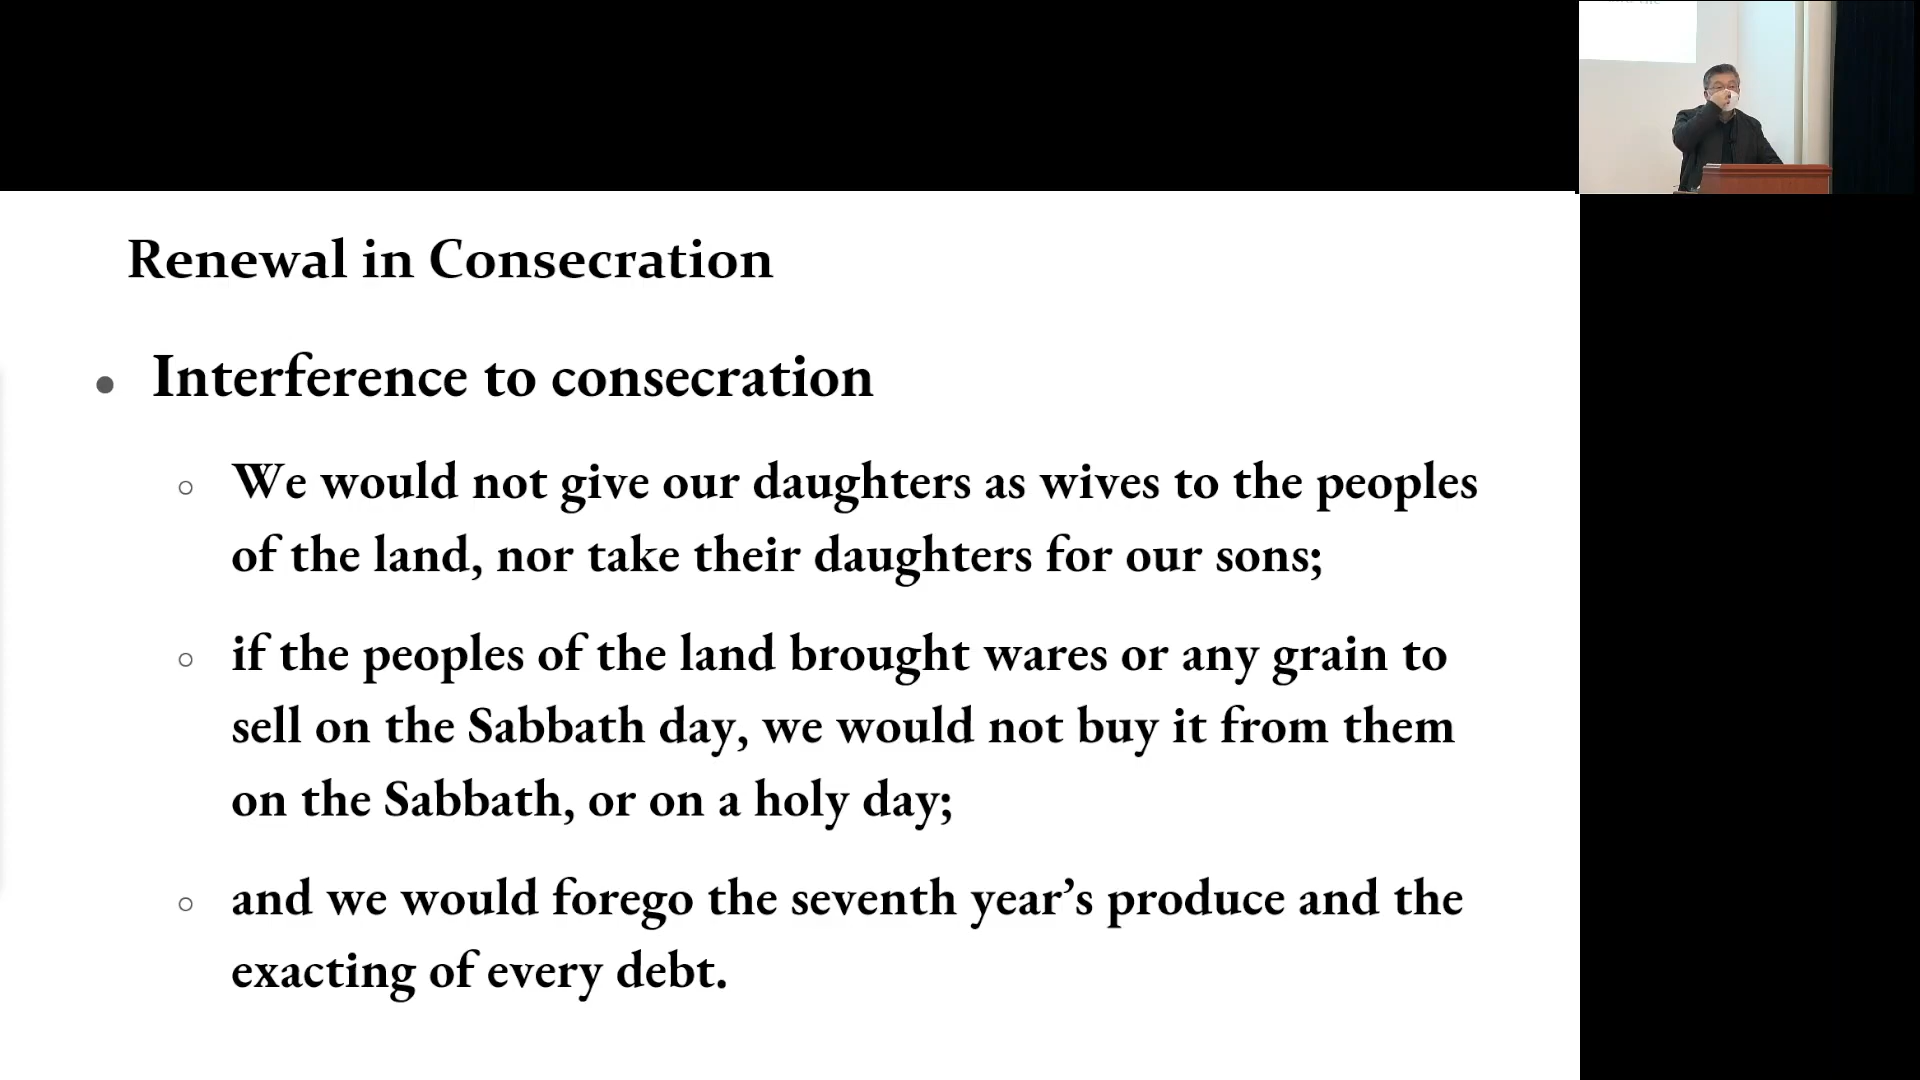 Renewal in Consecration
Interference to consecration
We would not give our daughters as wives to the peoples
of the land, nor take their daughters for our sons;
if the peoples of the land brought wares or any grain to
sell on the Sabbath day, we would not buy it from them
on the Sabbath, or on a holy day;
and we would forego the seventh year’s produce and the
exacting of every debt.